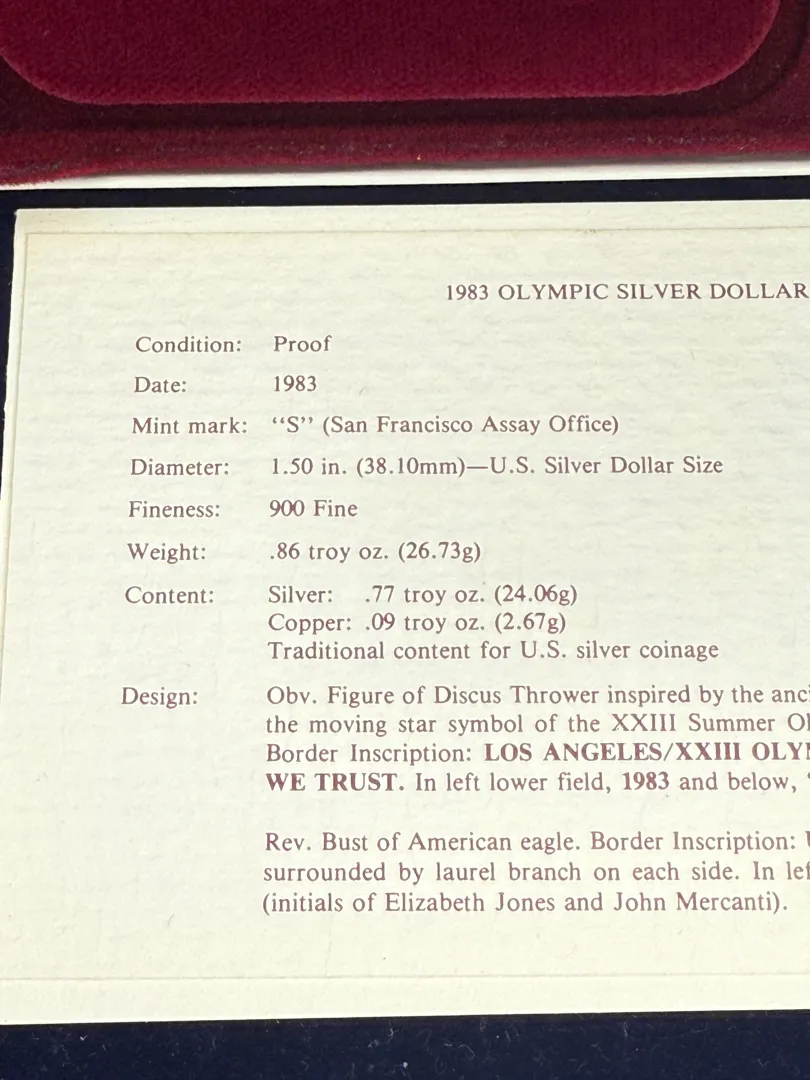 1983 OLYMPIC SILVER DOLLAR
Condition: Proof
Date: 1983
Mint mark: “S” (San Francisco Assay Office)
Diameter: 1.50 in. (38.10mm)—U.S. Silver Dollar Size
Fineness: 900 Fine
Weight: .86 troy oz. (26.73g)
Content: Silver: .77 troy oz. (24.06g)
Copper: .09 troy oz. (2.67g)
Traditional content for U.S. silver coinage
Design: Obv. Figure of Discus Thrower inspired by the
the moving star symbol of the XXIII Summer
Border Inscription: LOS ANGELES/XXIII
WE TRUST. In left lower field, 1983 and below,
Rev. Bust of American eagle. Border Inscription:
surrounded by laurel branch on each side. In
(initials of Elizabeth Jones and John Mercanti).